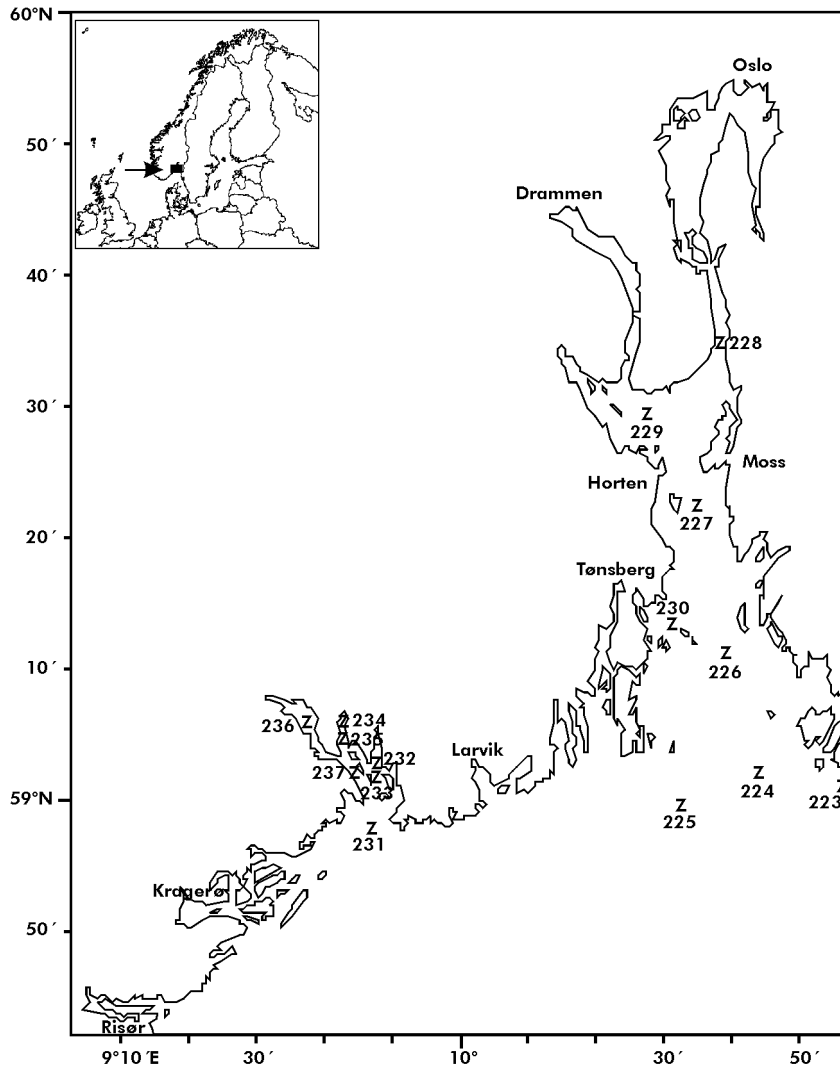 60°N
Oslo
50´
Drammen
40´
Z 228
30´
Z
229
Moss
Horten
Z
227
20´
Tønsberg
230
Z
Z
226
10´
236 Z
Z 234
Z 235
Larvik
232
Z
237 Z
Z
233
Z
224
59°N
223
Z
225
Z
231
Kragerø
50´
Risør
9°10´E
30´
10°
30´
50´